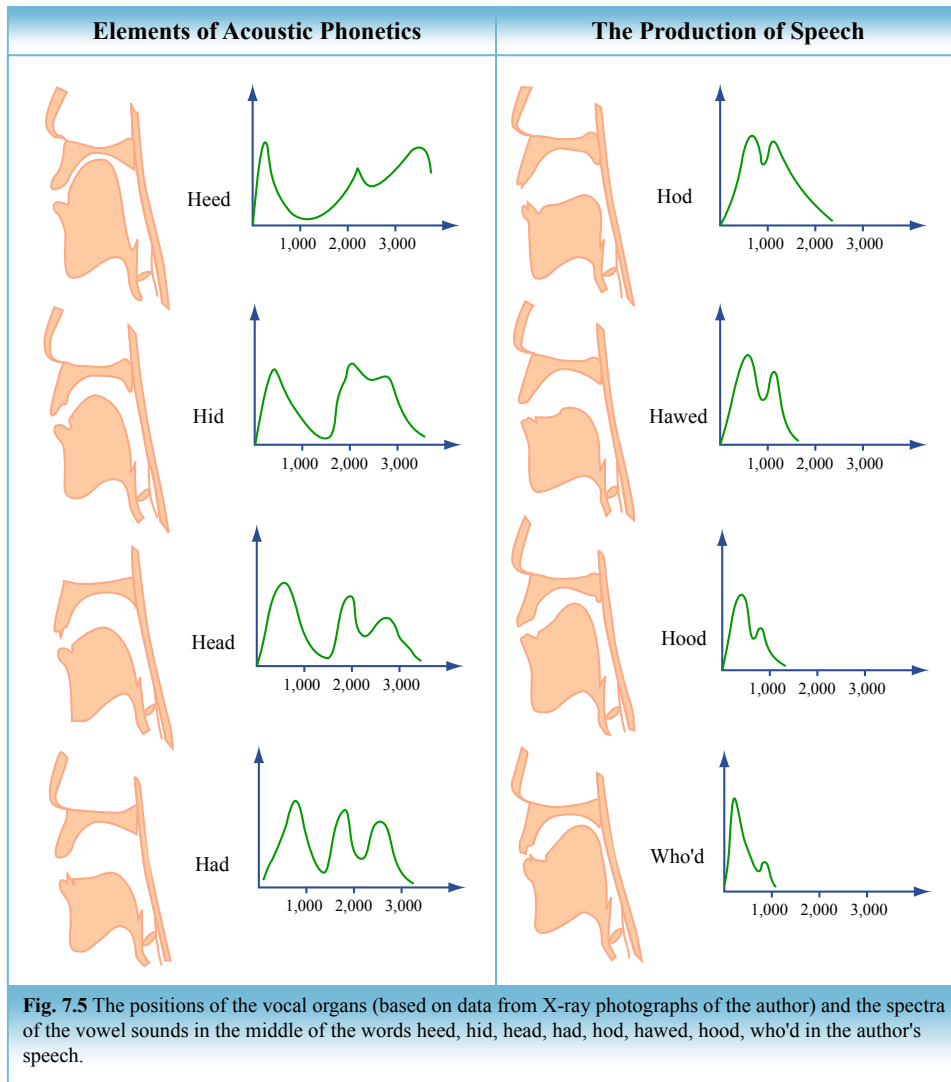 Elements of Acoustic Phonetics
The Production of Speech
Heed
1,000 2,000 3,000
Hid
1,000 2,000 3,000
Head
1,000 2,000 3,000
Had
1,000 2,000 3,000
Hod
1,000 2,000 3,000
Hawed
1,000 2,000 3,000
Hood
1,000 2,000 3,000
Who'd
1,000 2,000 3,000
Fig. 7.5 The positions of the vocal organs (based on data from X-ray photographs of the author) and the spectra
of the vowel sounds in the middle of the words heed, hid, head, had, hod, hawed, hood, who'd in the author's
speech.